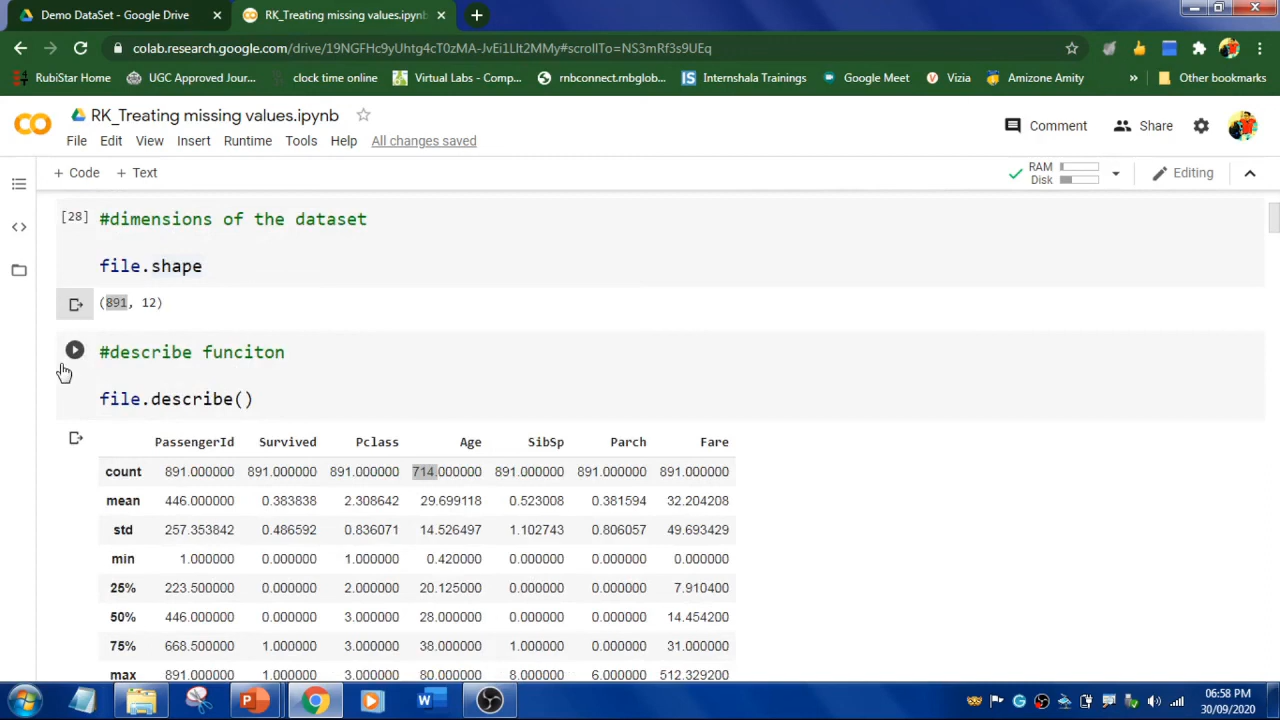 Demo DataSet - Google Drive
RK_Treating missing values.ipynb
colab.research.google.com/drive/19NGFHc9yUhtg4cT0zMA-JvEi1Llt2MMy#scrollTo=NS3mRf3s9UEq
RubiStar Home
UGC Approved Jour...
clock time online
Virtual Labs - Comp...
rnbconnect.rnbglob...
Internshala Trainings
Google Meet
Vizia
Amizone Amity
»
Other bookmarks
RK_Treating missing values.ipynb
Comment
Share
File Edit View Insert Runtime Tools Help All changes saved
+ Code + Text
RAM
Disk
Editing
[28] #dimensions of the dataset
file.shape
(891, 12)
#describe funciton
file.describe()
PassengerId Survived Pclass Age SibSp Parch Fare
count 891.000000 891.000000 891.000000 714.000000 891.000000 891.000000 891.000000
mean 446.000000 0.383838 2.308642 29.699118 0.523008 0.381594 32.204208
std 257.353842 0.486592 0.836071 14.526497 1.102743 0.806057 49.693429
min 1.000000 0.000000 1.000000 0.420000 0.000000 0.000000 0.000000
25% 223.500000 0.000000 2.000000 20.125000 0.000000 0.000000 7.910400
50% 446.000000 0.000000 3.000000 28.000000 0.000000 0.000000 14.454200
75% 668.500000 1.000000 3.000000 38.000000 1.000000 0.000000 31.000000
max 891.000000 1.000000 3.000000 80.000000 8.000000 6.000000 512.329200
06:58 PM
30/09/2020